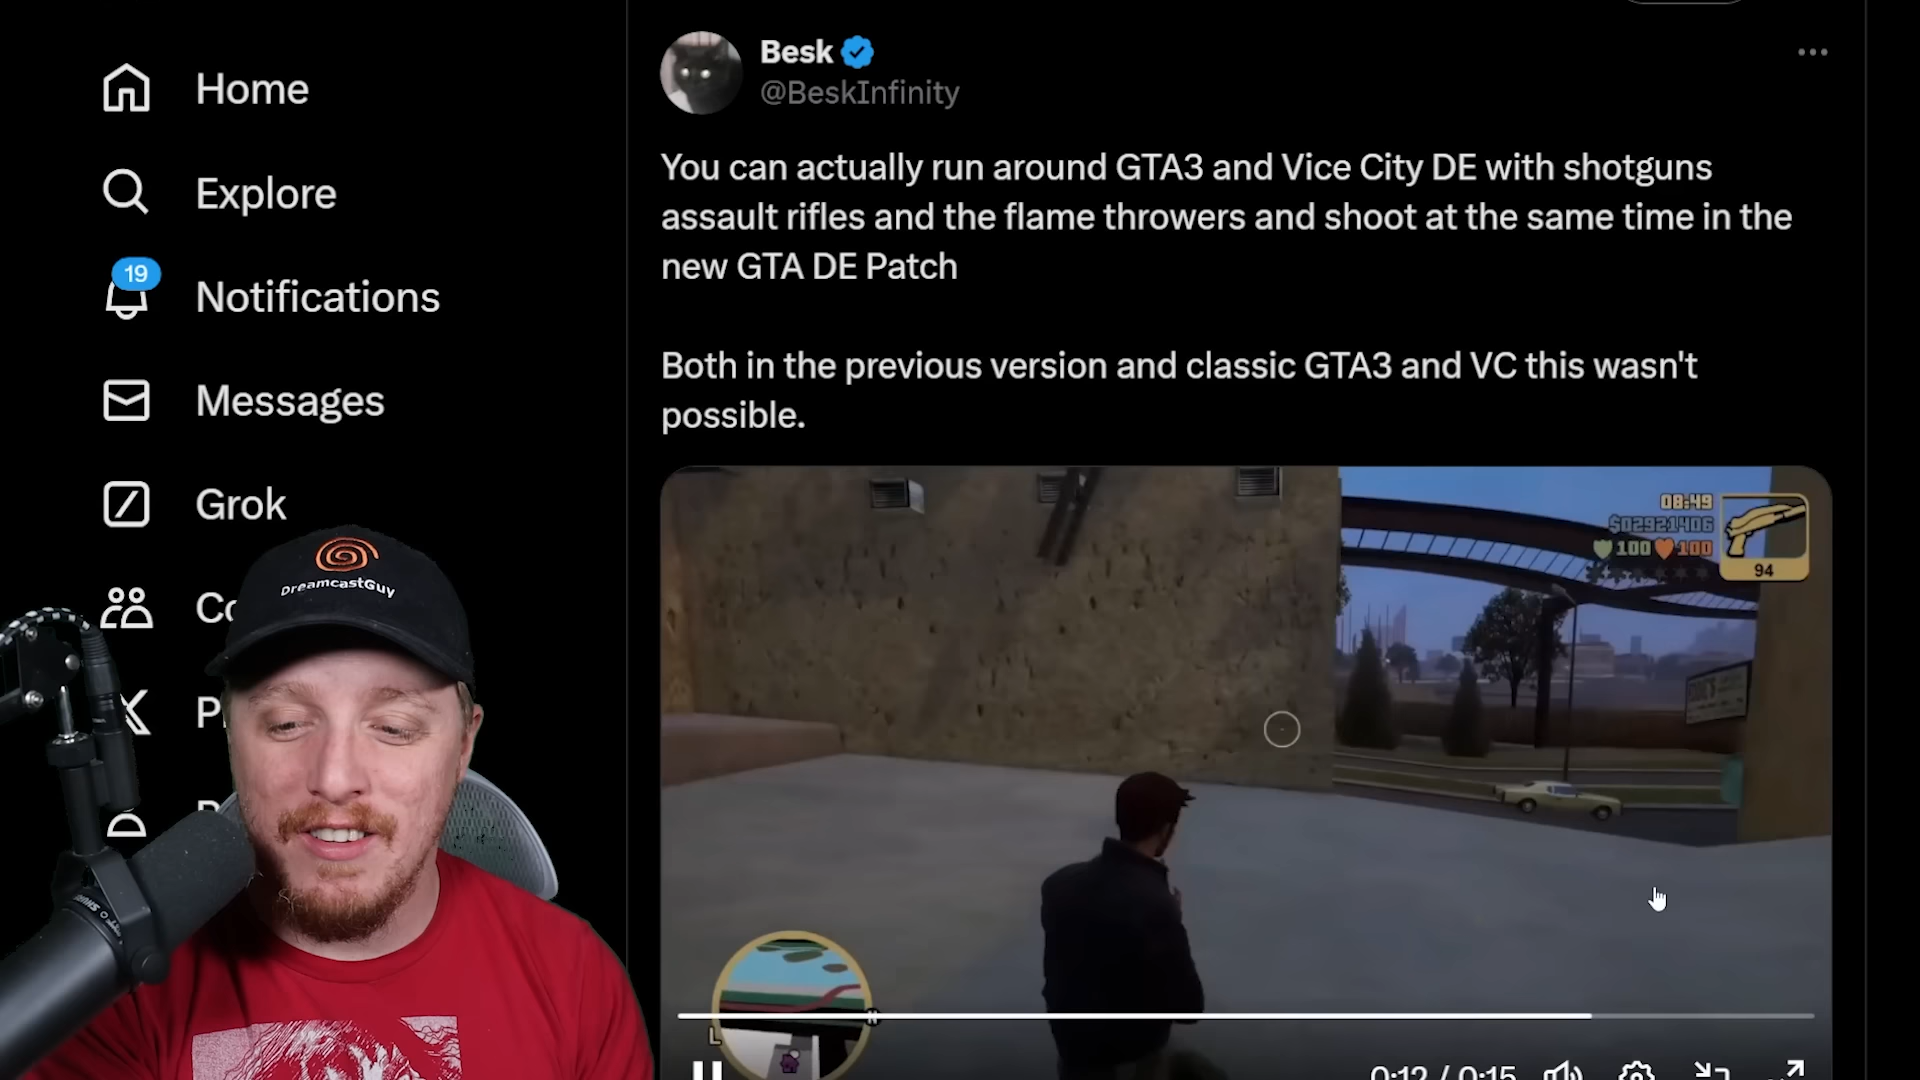 Home
Explore
19
Notifications
Messages
Grok
Co
P
DreamcastGuy
Besk
@BeskInfinity
You can actually run around GTA3 and Vice City DE with shotguns
assault rifles and the flame throwers and shoot at the same time in the
new GTA DE Patch
Both in the previous version and classic GTA3 and VC this wasn't
possible.
08:49
$02921406
100 100
94
N
L
0:12 / 0:15